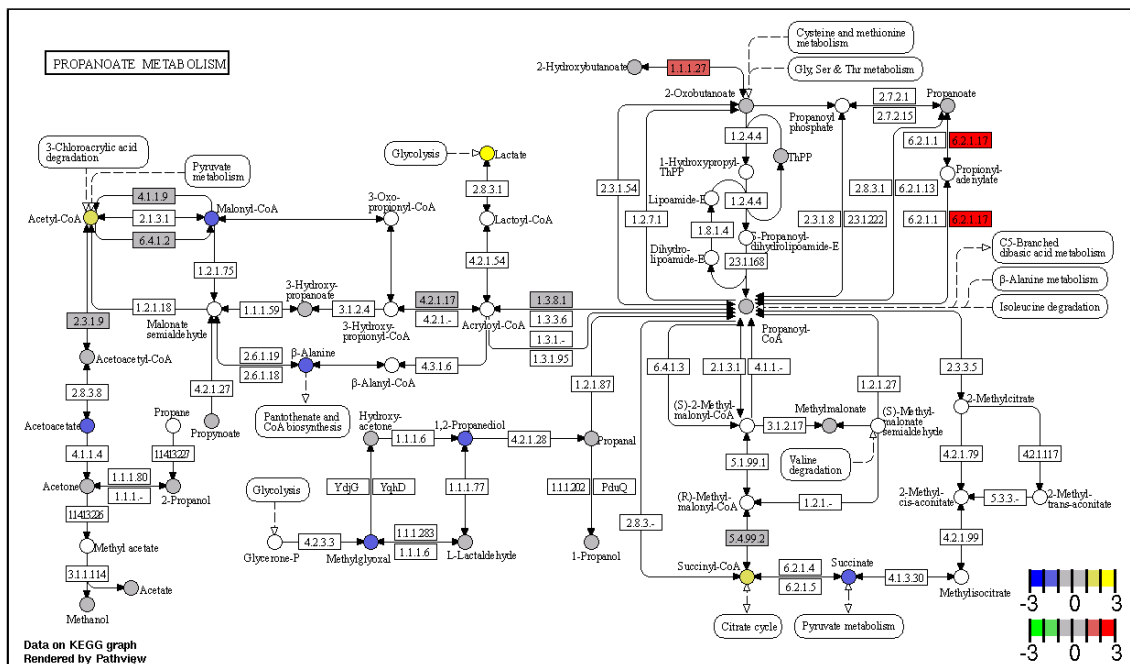 PROPANOATE METABOLISM
Cysteine and methionine
metabolism
2-Hydroxybutanoate
1.1.1.27
Gly, Ser & Thr metabolism
2-Oxobutanoate
Propanoyl
phosphate
2.7.2.1
2.7.2.15
Propanoate
3-Chloroacrylic acid
degradation
Pyruvate
metabolism
Glycolysis
Lactate
1.2.4.4
ThPP
6.2.1.1
6.2.1.17
1-Hydroxypropyl-
ThPP
Propionyl-
adenylate
4.1.1.9
Acetyl-CoA
2.1.3.1
Malonyl-CoA
6.4.1.2
3-Oxo-
propionyl-CoA
2.8.3.1
Lactoyl-CoA
2.3.1.54
Lipoamide-E
1.2.4.4
2.8.3.1
6.2.1.13
1.2.7.1
1.8.1.4
S-Propanoyl-
dihydrolipoamide-E
2.3.1.8
2.3.1.222
6.2.1.1
6.2.1.17
Dihydro-
lipoamide-E
2.3.1.168
C5-Branched
dibasic acid metabolism
β-Alanine metabolism
Isoleucine degradation
1.2.1.75
4.2.1.54
1.2.1.18
Malonate
semialdehyde
1.1.1.59
3-Hydroxy-
propanoate
3.1.2.4
3-Hydroxy-
propionyl-CoA
4.2.1.17
4.2.1.-
Acryloyl-CoA
1.3.8.1
1.3.3.6
1.3.1.-
1.3.1.95
Propanoyl-
CoA
2.3.1.9
Acetoacetyl-CoA
2.6.1.19
2.6.1.18
β-Alanine
β-Alanyl-CoA
4.3.1.6
6.4.1.3
2.1.3.1
4.1.1.-
1.2.1.27
2.3.3.5
2.8.3.8
4.2.1.27
1.2.1.87
Propane
Propynoate
Pantothenate and
CoA biosynthesis
Acetoacetate
Hydroxy-
acetone
1.1.1.6
1,2-Propanediol
4.2.1.28
Propanal
(S)-2-Methyl-
malonyl-CoA
3.1.2.17
Methylmalonate
(S)-Methyl-
malonate
semialdehyde
2-Methylcitrate
4.1.1.4
1.14.13.227
Valine
degradation
5.1.99.1
4.2.1.79
4.2.1.117
Acetone
1.1.1.80
1.1.1.-
2-Propanol
Glycolysis
YdjG
YqhD
1.1.1.77
1.1.1.202
PduQ
(R)-Methyl-
malonyl-CoA
1.2.1.-
2-Methyl-
cis-aconitate
5.3.3.-
2-Methyl-
trans-aconitate
1.14.13.226
2.8.3.-
Methyl acetate
Glycerone-P
4.2.3.3
Methylglyoxal
1.1.1.283
1.1.1.6
L-Lactaldehyde
1-Propanol
5.4.99.2
4.2.1.99
3.1.1.114
Acetate
Methanol
Succinyl-CoA
6.2.1.4
6.2.1.5
Succinate
4.1.3.30
Methylisocitrate
Citrate cycle
Pyruvate metabolism
-3 0 3
-3 0 3
Data on KEGG graph
Rendered by Pathview